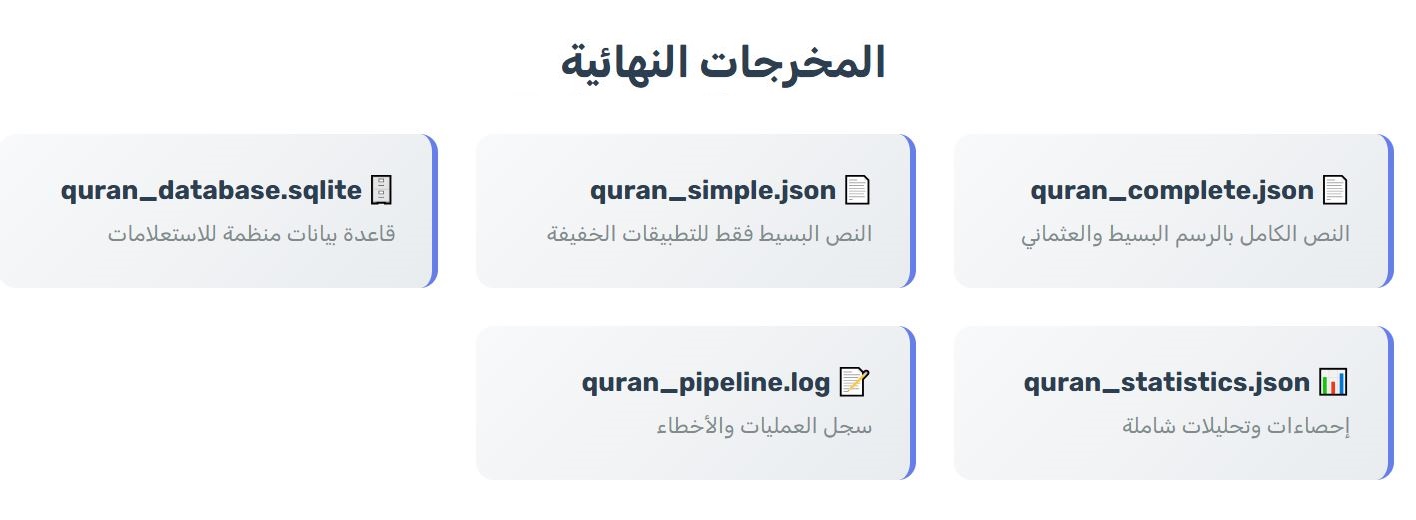 المخرجات النهائية
📄 quran_complete.json
النص الكامل بالرسم البسيط والعثماني
📄 quran_simple.json
النص البسيط فقط للتطبيقات الخفيفة
🗄️ quran_database.sqlite
قاعدة بيانات منظمة للاستعلامات
📊 quran_statistics.json
إحصاءات وتحليلات شاملة
📝 quran_pipeline.log
سجل العمليات والأخطاء